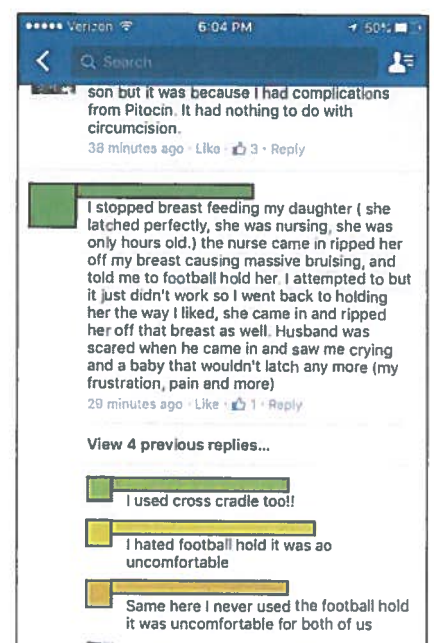 Verizon 6:04 PM 50%
Search
son but it was because I had complications
from Pitocin. It had nothing to do with
circumcision.
38 minutes ago · Like · 3 · Reply
I stopped breast feeding my daughter ( she
latched perfectly, she was nursing, she was
only hours old.) the nurse came in ripped her
off my breast causing massive bruising, and
told me to football hold her. I attempted to but
it just didn't work so I went back to holding
her the way I liked, she came in and ripped
her off that breast as well. Husband was
scared when he came in and saw me crying
and a baby that wouldn't latch any more (my
frustration, pain and more)
29 minutes ago · Like · 1 · Reply
View 4 previous replies...
I used cross cradle too!!
I hated football hold it was ao
uncomfortable
Same here I never used the football hold
it was uncomfortable for both of us